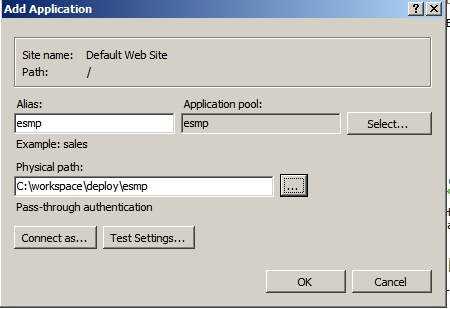 Add Application
Site name: Default Web Site
Path: /
Alias: Application pool:
esmp esmp Select...
Example: sales
Physical path:
C:\workspace\deploy\esmp ...
Pass-through authentication
Connect as... Test Settings...
OK Cancel